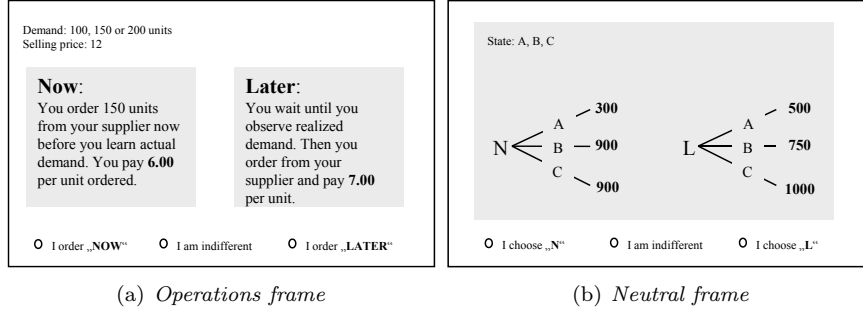 Demand: 100, 150 or 200 units
Selling price: 12
Now:
You order 150 units
from your supplier now
before you learn actual
demand. You pay 6.00
per unit ordered.
Later:
You wait until you
observe realized
demand. Then you
order from your
supplier and pay 7.00
per unit.
I order „NOW“
I am indifferent
I order „LATER“
(a) Operations frame
State: A, B, C
N
A
B
C
300
900
900
L
A
B
C
500
750
1000
I choose „N“
I am indifferent
I choose „L“
(b) Neutral frame